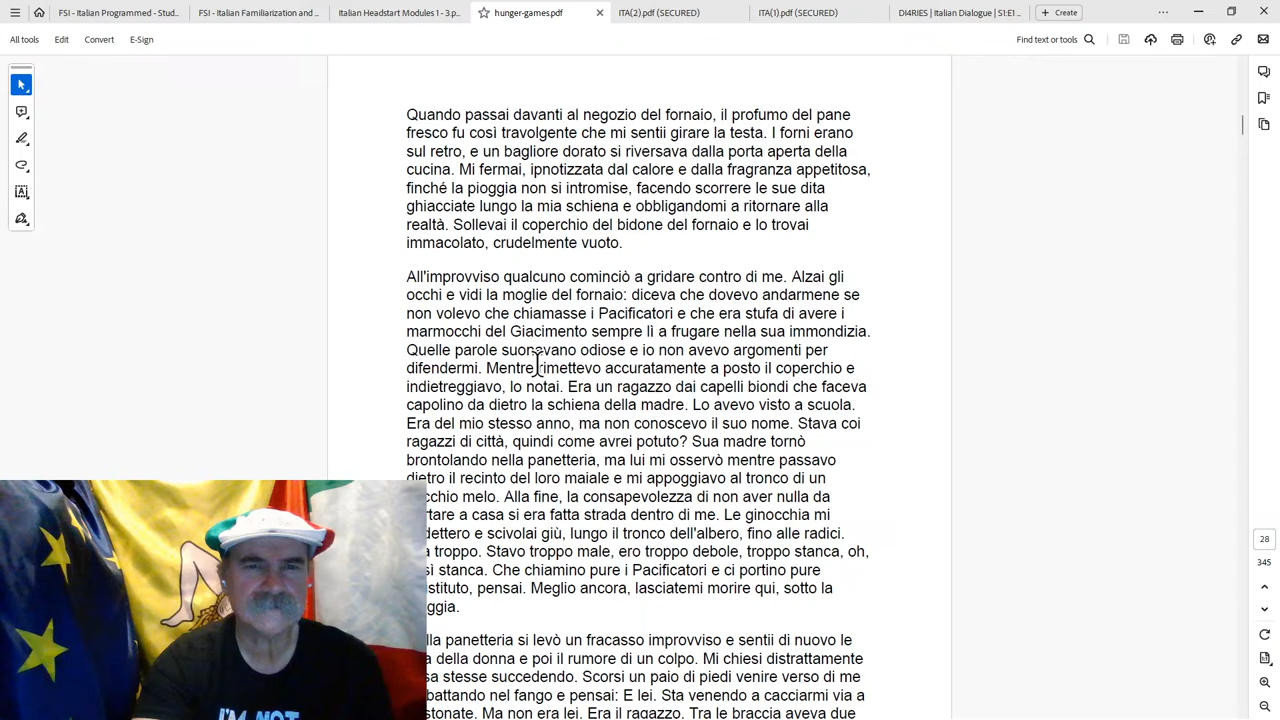 FSI - Italian Programmed - Stud...
FSI - Italian Familiarization and ...
Italian Headstart Modules 1 - 3.p...
hunger-games.pdf
ITA(2).pdf (SECURED)
ITA(1).pdf (SECURED)
DI4RIES | Italian Dialogue | S1:E1 ...
Create
All tools
Edit
Convert
E-Sign
Find text or tools
Quando passai davanti al negozio del fornaio, il profumo del pane
fresco fu così travolgente che mi sentii girare la testa. I forni erano
sul retro, e un bagliore dorato si riversava dalla porta aperta della
cucina. Mi fermai, ipnotizzata dal calore e dalla fragranza appetitosa,
finché la pioggia non si intromise, facendo scorrere le sue dita
ghiacciate lungo la mia schiena e obbligandomi a ritornare alla
realtà. Sollevai il coperchio del bidone del fornaio e lo trovai
immacolato, crudelmente vuoto.
All'improvviso qualcuno cominciò a gridare contro di me. Alzai gli
occhi e vidi la moglie del fornaio: diceva che dovevo andarmene se
non volevo che chiamasse i Pacificatori e che era stufa di avere i
marmocchi del Giacimento sempre lì a frugare nella sua immondizia.
Quelle parole suonavano odiose e io non avevo argomenti per
difendermi. Mentre rimettevo accuratamente a posto il coperchio e
indietreggiavo, lo notai. Era un ragazzo dai capelli biondi che faceva
capolino da dietro la schiena della madre. Lo avevo visto a scuola.
Era del mio stesso anno, ma non conoscevo il suo nome. Stava coi
ragazzi di città, quindi come avrei potuto? Sua madre tornò
brontolando nella panetteria, ma lui mi osservò mentre passavo
dietro il recinto del loro maiale e mi appoggiavo al tronco di un
cchio melo. Alla fine, la consapevolezza di non aver nulla da
rtare a casa si era fatta strada dentro di me. Le ginocchia mi
dettero e scivolai giù, lungo il tronco dell'albero, fino alle radici.
troppo. Stavo troppo male, ero troppo debole, troppo stanca, oh,
sì stanca. Che chiamino pure i Pacificatori e ci portino pure
stituto, pensai. Meglio ancora, lasciatemi morire qui, sotto la
ggia.
lla panetteria si levò un fracasso improvviso e sentii di nuovo le
a della donna e poi il rumore di un colpo. Mi chiesi distrattamente
sa stesse succedendo. Scorsi un paio di piedi venire verso di me
battando nel fango e pensai: E lei. Sta venendo a cacciarmi via a
stonate. Ma non era lei. Era il ragazzo. Tra le braccia aveva due
28
345
I'M NOT